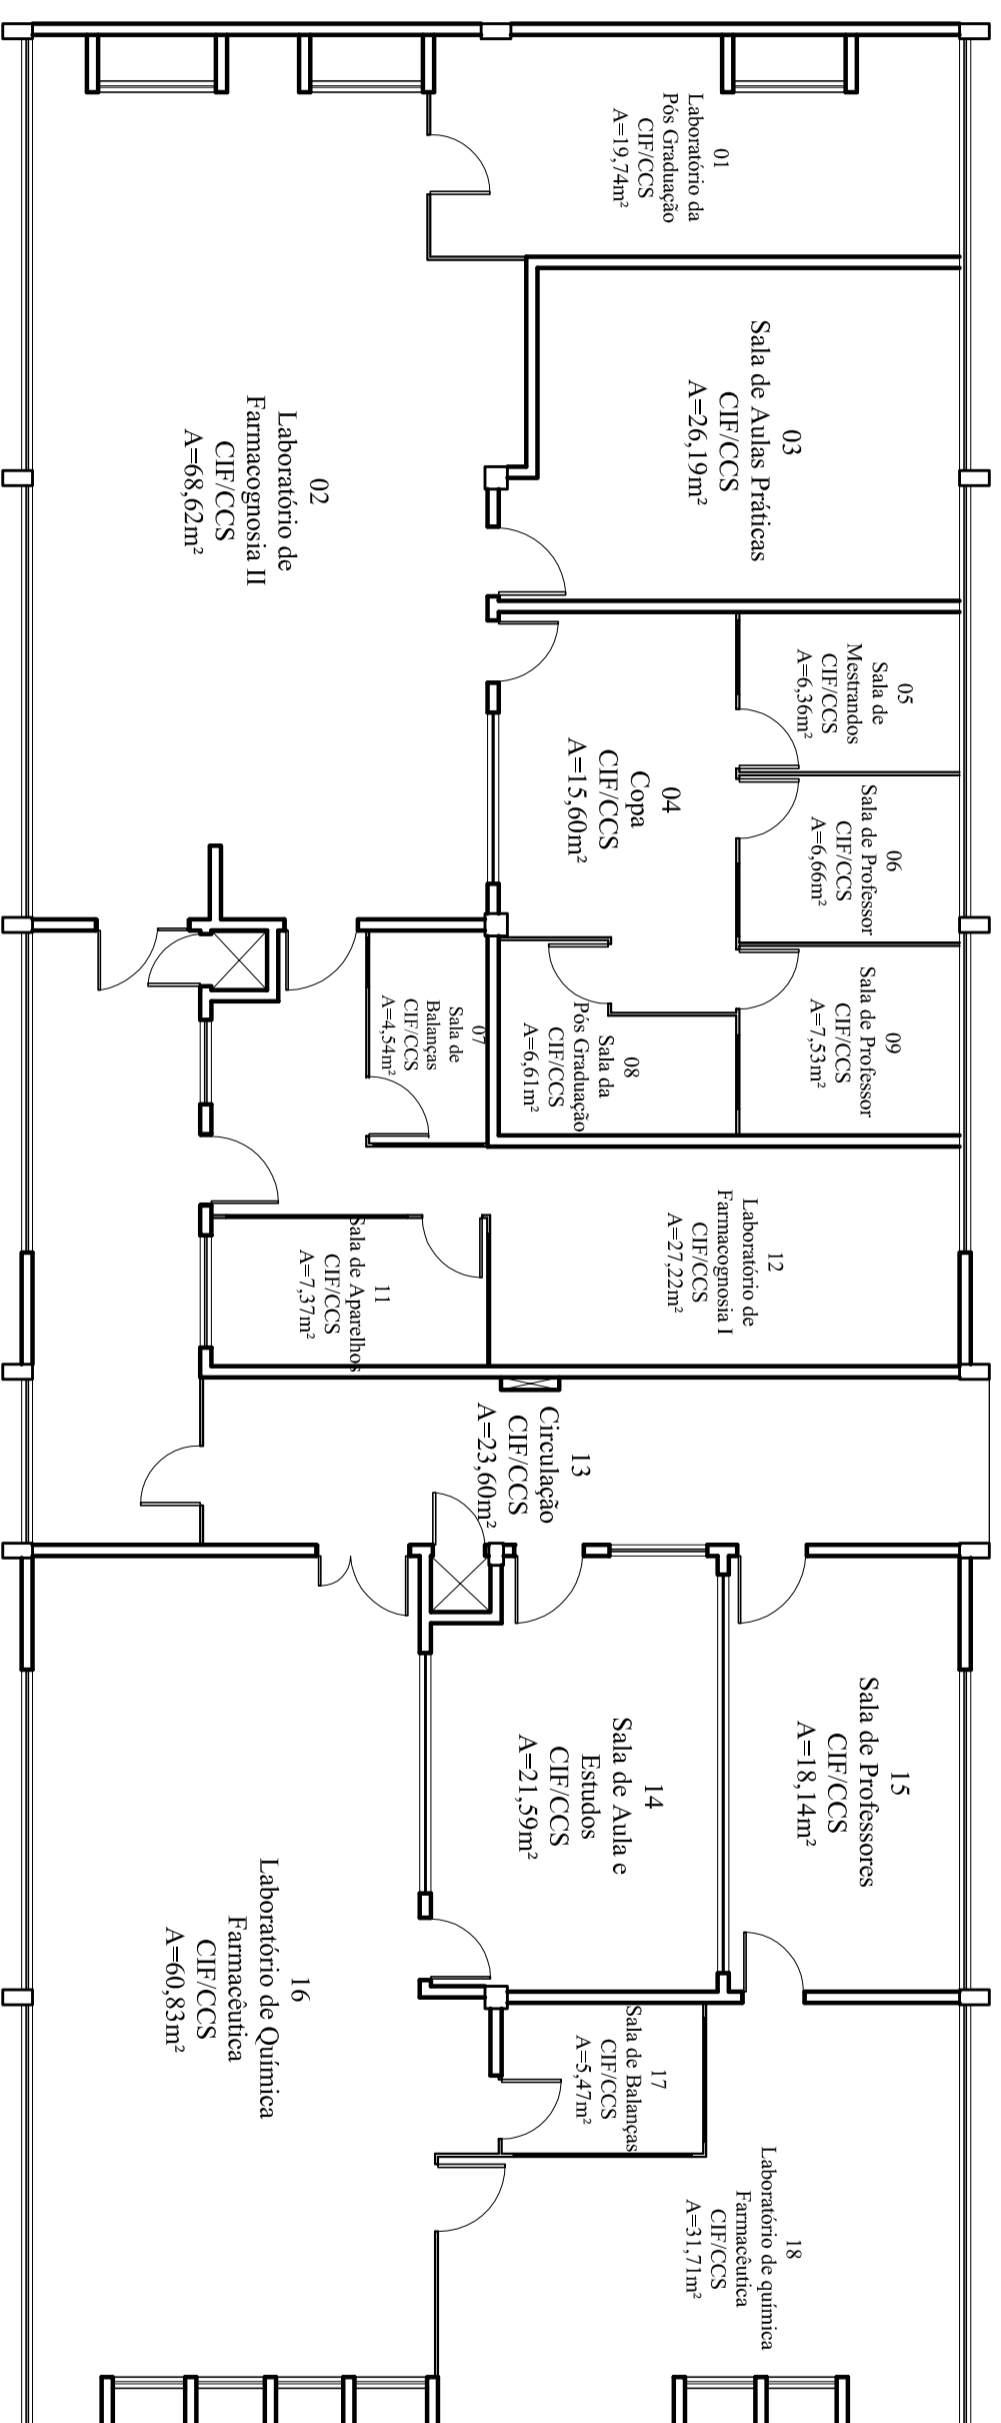 01
Laboratório da
Pós Graduação
CIF/CCS
A=19,74m²
02
Laboratório de
Farmacognosia II
CIF/CCS
A=68,62m²
03
Sala de Aulas Práticas
CIF/CCS
A=26,19m²
04
Copa
CIF/CCS
A=15,60m²
05
Sala de
Mestrandos
CIF/CCS
A=6,36m²
06
Sala de Professor
CIF/CCS
A=6,66m²
07
Sala de
Balanças
CIF/CCS
A=4,54m²
08
Sala da
Pós Graduação
CIF/CCS
A=6,61m²
09
Sala de Professor
CIF/CCS
A=7,53m²
11
Sala de Aparelhos
CIF/CCS
A=7,37m²
12
Laboratório de
Farmacognosia I
CIF/CCS
A=27,22m²
13
Circulação
CIF/CCS
A=23,60m²
14
Sala de Aula e
Estudos
CIF/CCS
A=21,59m²
15
Sala de Professores
CIF/CCS
A=18,14m²
16
Laboratório de Química
Farmacêutica
CIF/CCS
A=60,83m²
17
Sala de Balanças
CIF/CCS
A=5,47m²
18
Laboratório de química
Farmacêutica
CIF/CCS
A=31,71m²